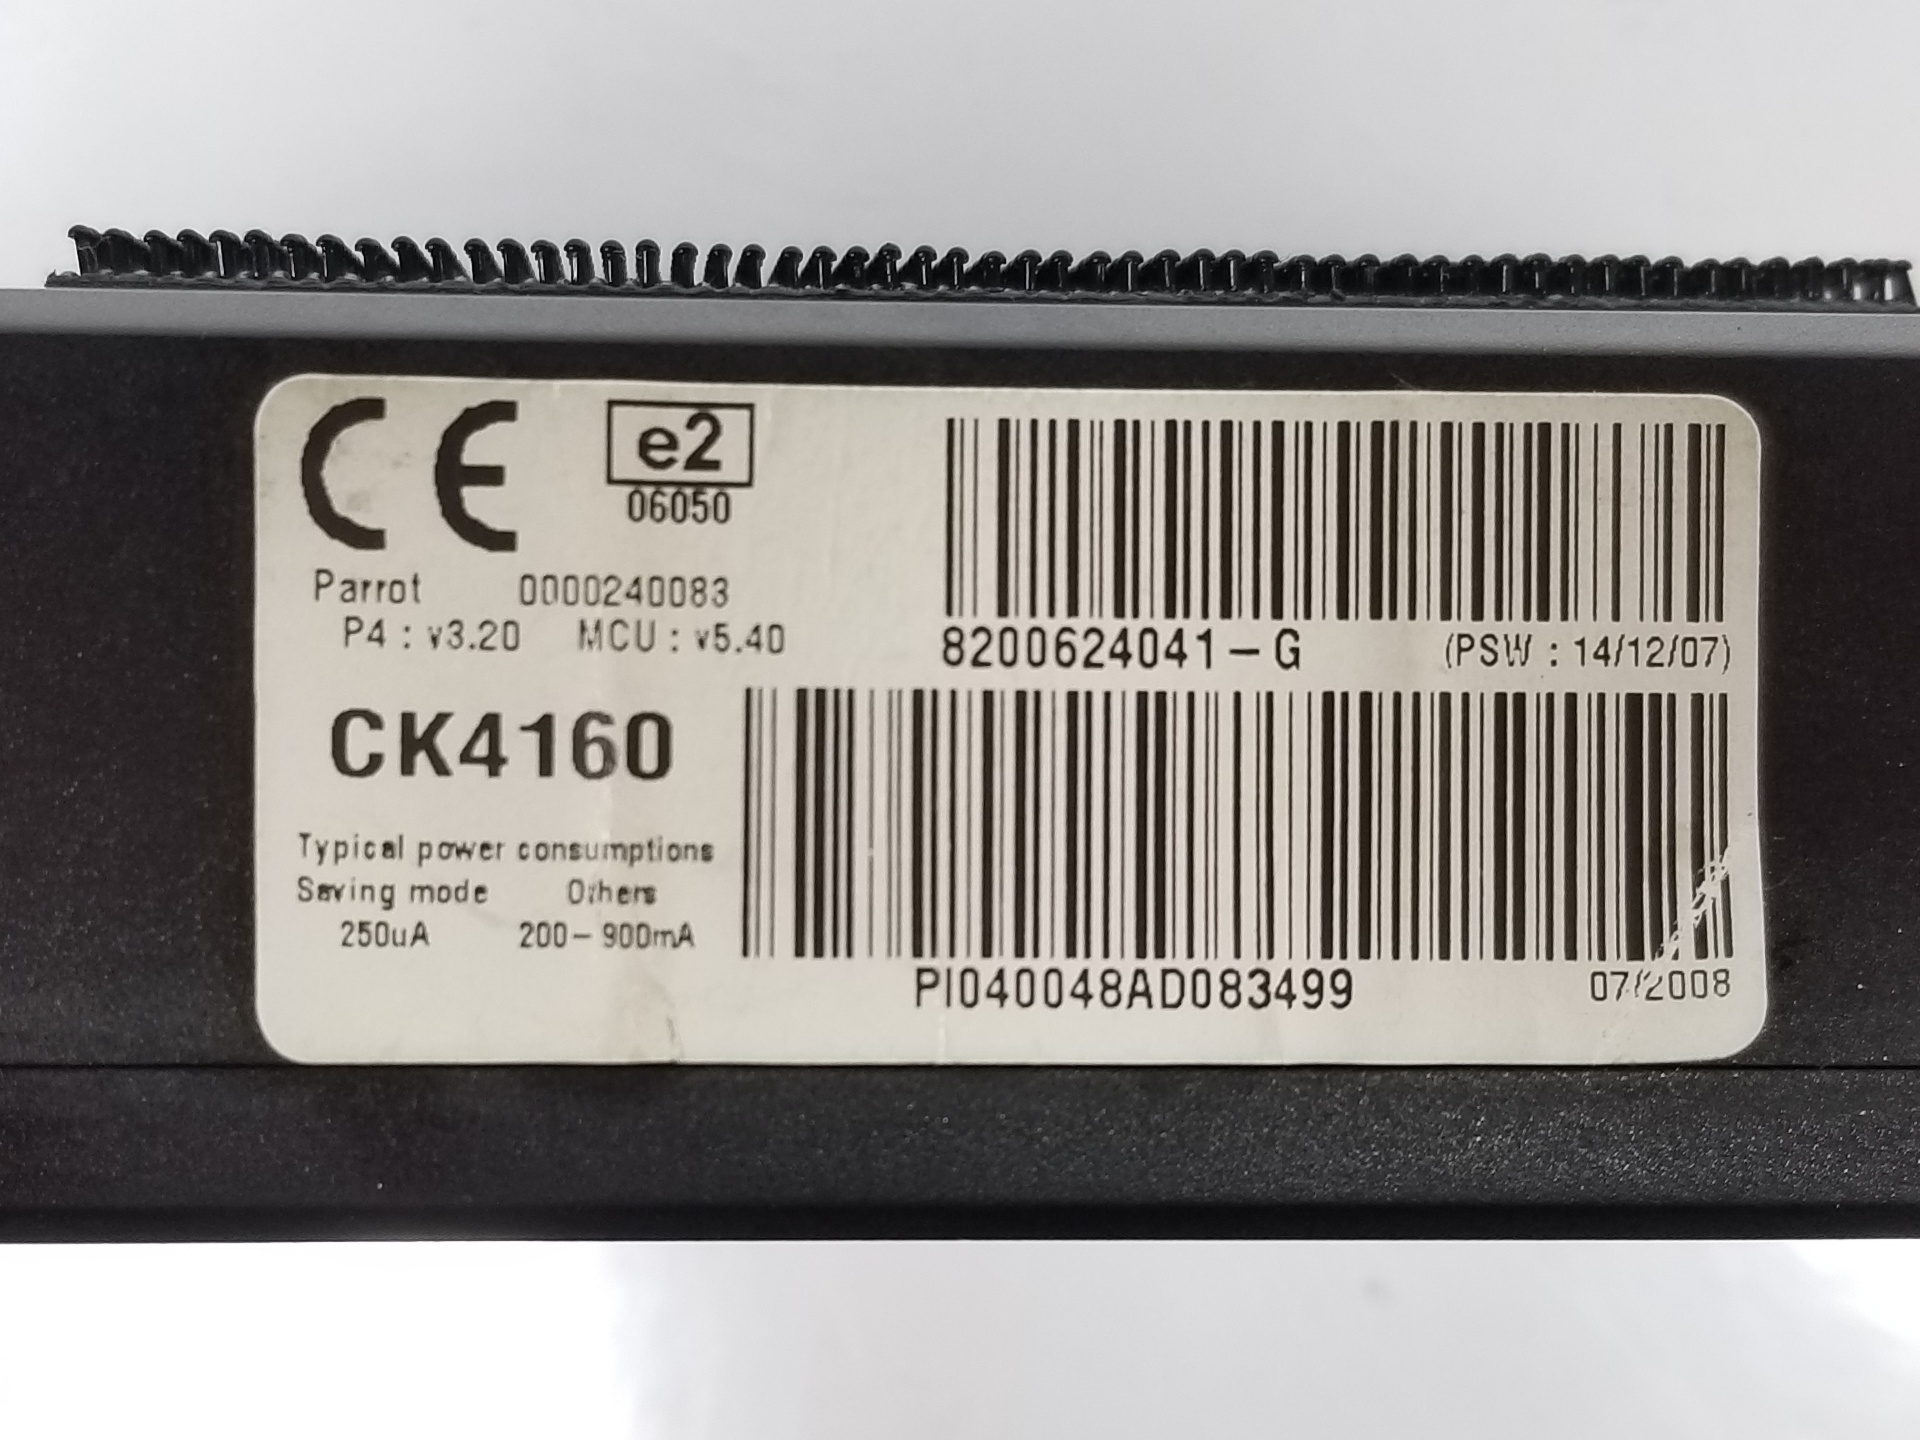 CE
e2
06050
Parrot 0000240083
P4 : v3.20 MCU : v5.40
8200624041-G (PSW : 14/12/07)
CK4160
Typical power consumptions
Saving mode Others
250uA 200-900mA
PI040048AD083499
07/2008